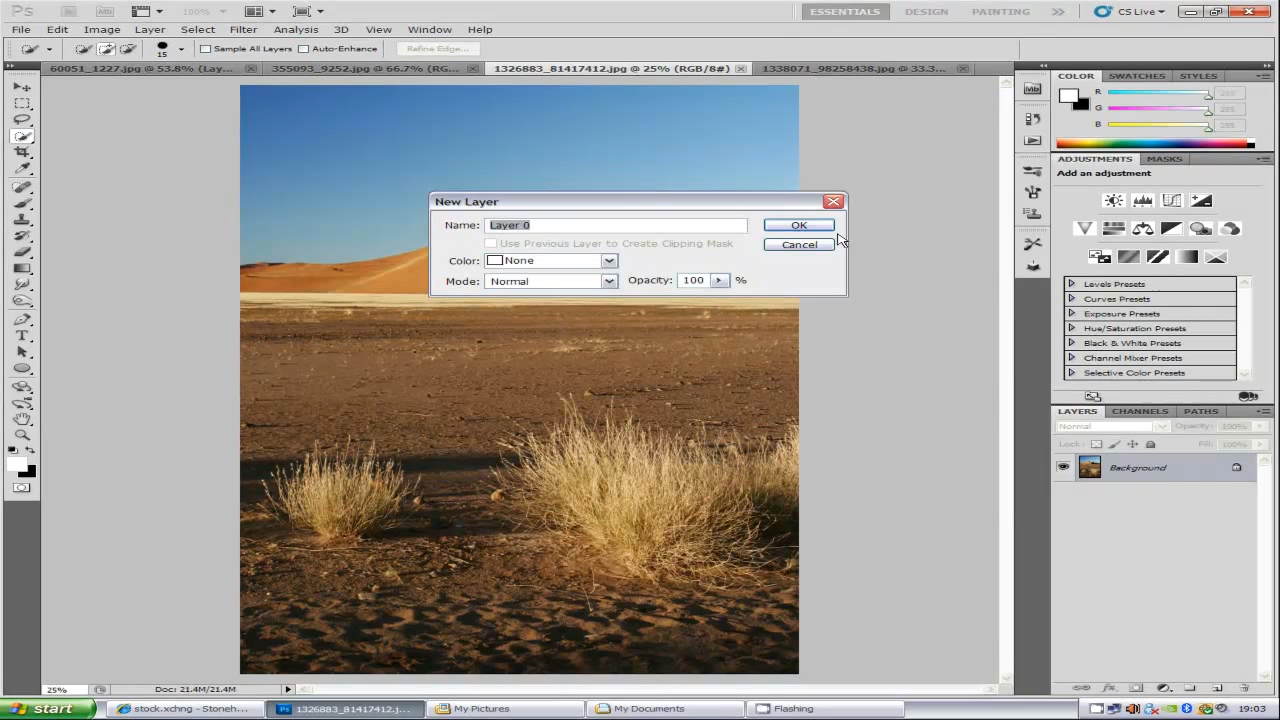 Ps Br Mb 100% ESSENTIALS DESIGN PAINTING >> CS Live
File Edit Image Layer Select Filter Analysis 3D View Window Help
15 Sample All Layers Auto-Enhance Refine Edge...
60051_1227.jpg @ 53.8% (Lay... 355093_9252.jpg @ 66.7% (RG... 1326883_81417412.jpg @ 25% (RGB/8#) 1338071_98258438.jpg @ 33.3...
COLOR SWATCHES STYLES
R 255
G 255
B 255
ADJUSTMENTS MASKS
Add an adjustment
New Layer
Name: Layer 0 OK
Use Previous Layer to Create Clipping Mask Cancel
Color: None
Mode: Normal Opacity: 100 %
Levels Presets
Curves Presets
Exposure Presets
Hue/Saturation Presets
Black & White Presets
Channel Mixer Presets
Selective Color Presets
LAYERS CHANNELS PATHS
Normal Opacity: 100%
Lock: Fill: 100%
Background
25% Doc: 21.4M/21.4M
start stock.xchng - Stoneh... 1326883_81417412.j... My Pictures My Documents Flashing 19:03